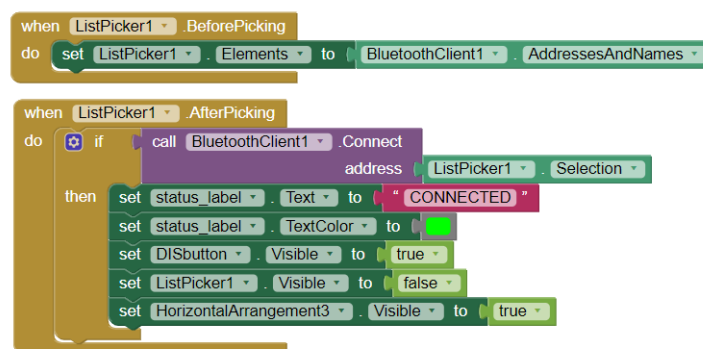 when ListPicker1 .BeforePicking
do set ListPicker1 . Elements to BluetoothClient1 . AddressesAndNames
when ListPicker1 .AfterPicking
do if call BluetoothClient1 .Connect
address ListPicker1 . Selection
then set status_label . Text to " CONNECTED "
set status_label . TextColor to
set DISbutton . Visible to true
set ListPicker1 . Visible to false
set HorizontalArrangement3 . Visible to true